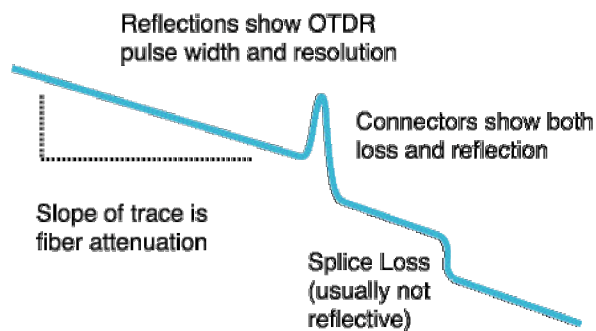 Reflections show OTDR
pulse width and resolution
Connectors show both
loss and reflection
Slope of trace is
fiber attenuation
Splice Loss
(usually not
reflective)